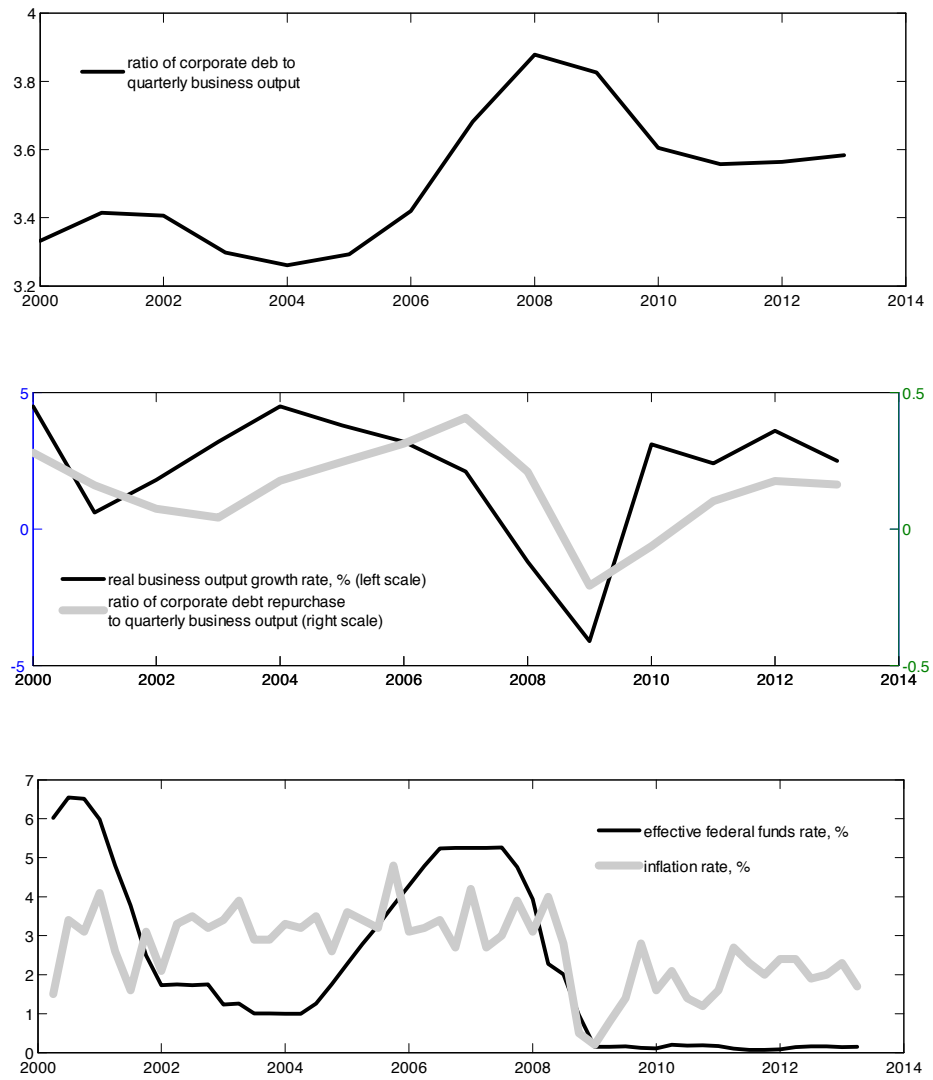 4
ratio of corporate deb to
quarterly business output
3.8
3.6
3.4
3.2
2000 2002 2004 2006 2008 2010 2012 2014
5 0.5
0 0
real business output growth rate, % (left scale)
ratio of corporate debt repurchase
to quarterly business output (right scale)
-5 -0.5
2000 2002 2004 2006 2008 2010 2012 2014
7
6
effective federal funds rate, %
5
inflation rate, %
4
3
2
1
0
2000 2002 2004 2006 2008 2010 2012 2014